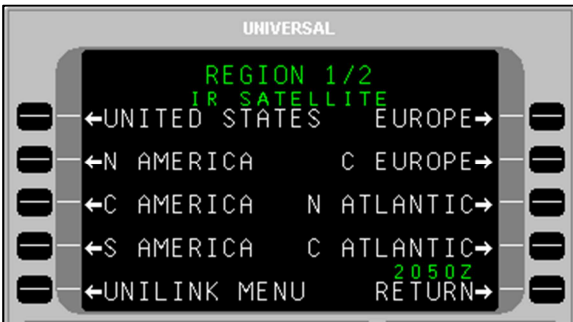 UNIVERSAL
REGION 1/2
IR SATELLITE
←UNITED STATES EUROPE→
←N AMERICA C EUROPE→
←C AMERICA N ATLANTIC→
←S AMERICA C ATLANTIC→
2050Z
←UNILINK MENU RETURN→